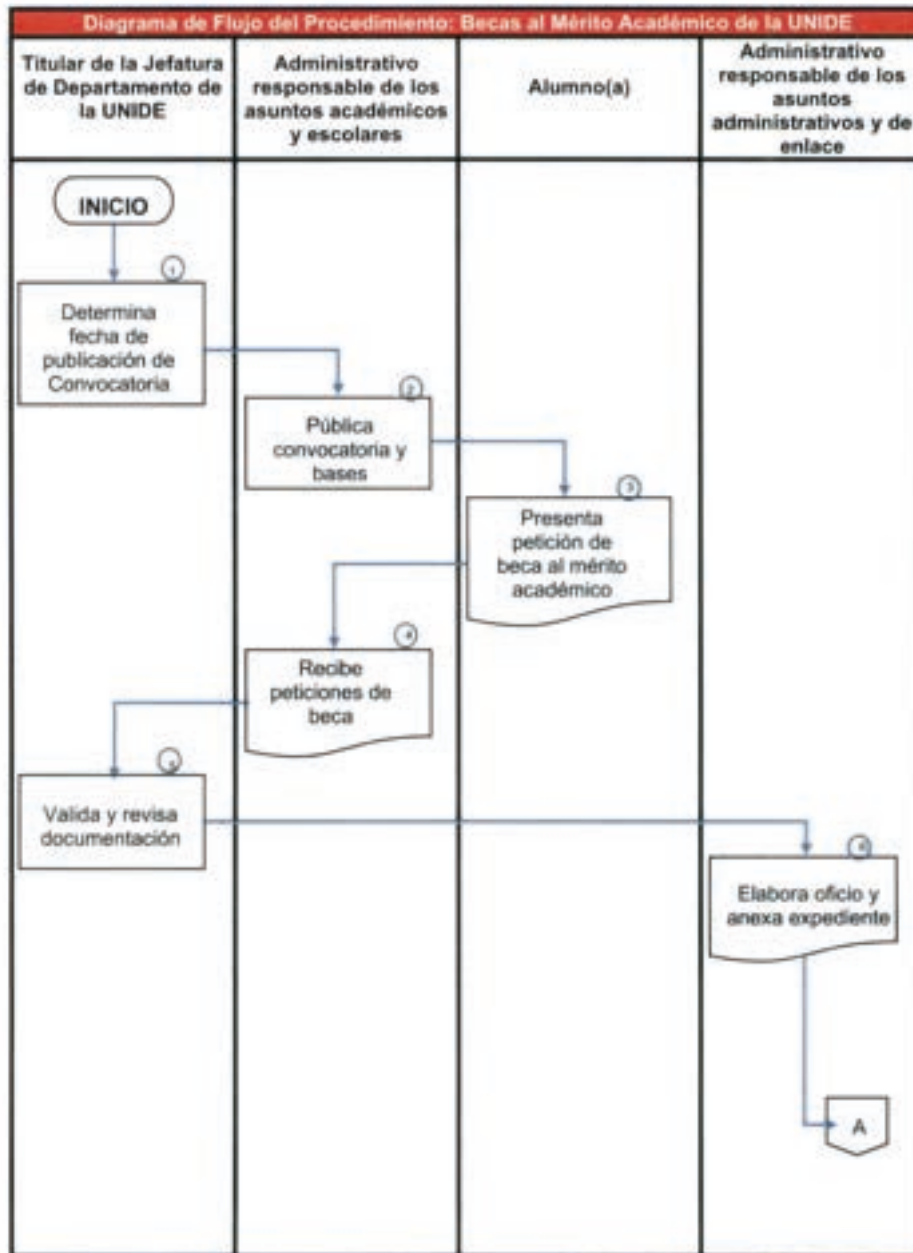 Diagrama de Flujo del Procedimiento: Becas al Mérito Académico de la UNIDE
Titular de la Jefatura
de Departamento de
la UNIDE
Administrativo
responsable de los
asuntos académicos
y escolares
Alumno(a)
Administrativo
responsable de los
asuntos
administrativos y de
enlace
INICIO
1
Determina
fecha de
publicación de
Convocatoria
2
Pública
convocatoria y
bases
3
Presenta
petición de
beca al mérito
académico
4
Recibe
peticiones de
beca
5
Valida y revisa
documentación
6
Elabora oficio y
anexa expediente
A